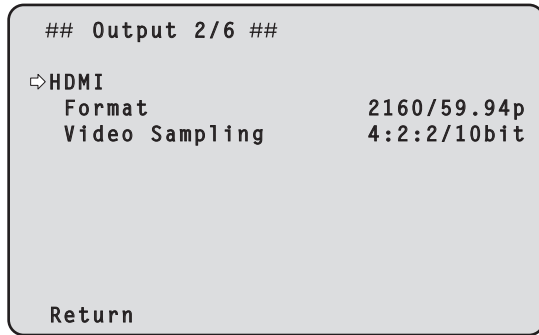 ## Output 2/6 ##
⇨HDMI
Format 2160/59.94p
Video Sampling 4:2:2/10bit
Return